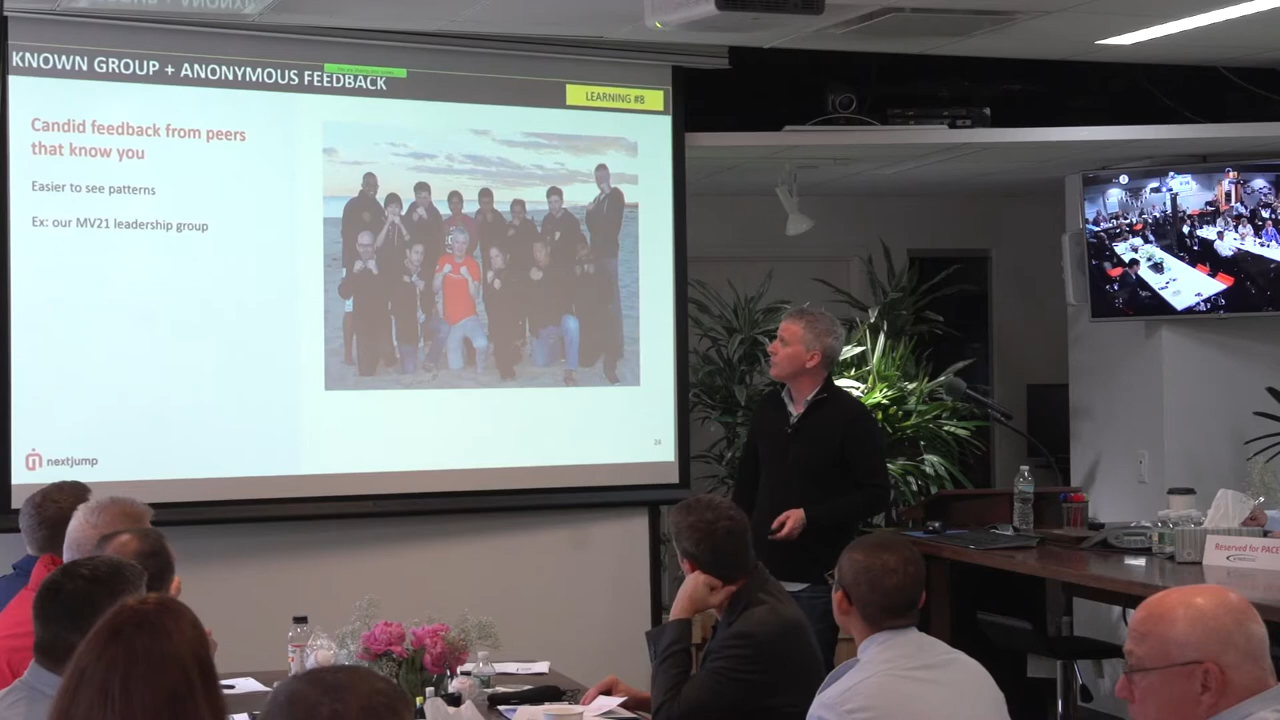 KNOWN GROUP + ANONYMOUS FEEDBACK
LEARNING #8
Candid feedback from peers
that know you
Easier to see patterns
Ex: our MV21 leadership group
24
nextjump
Reserved for PACE